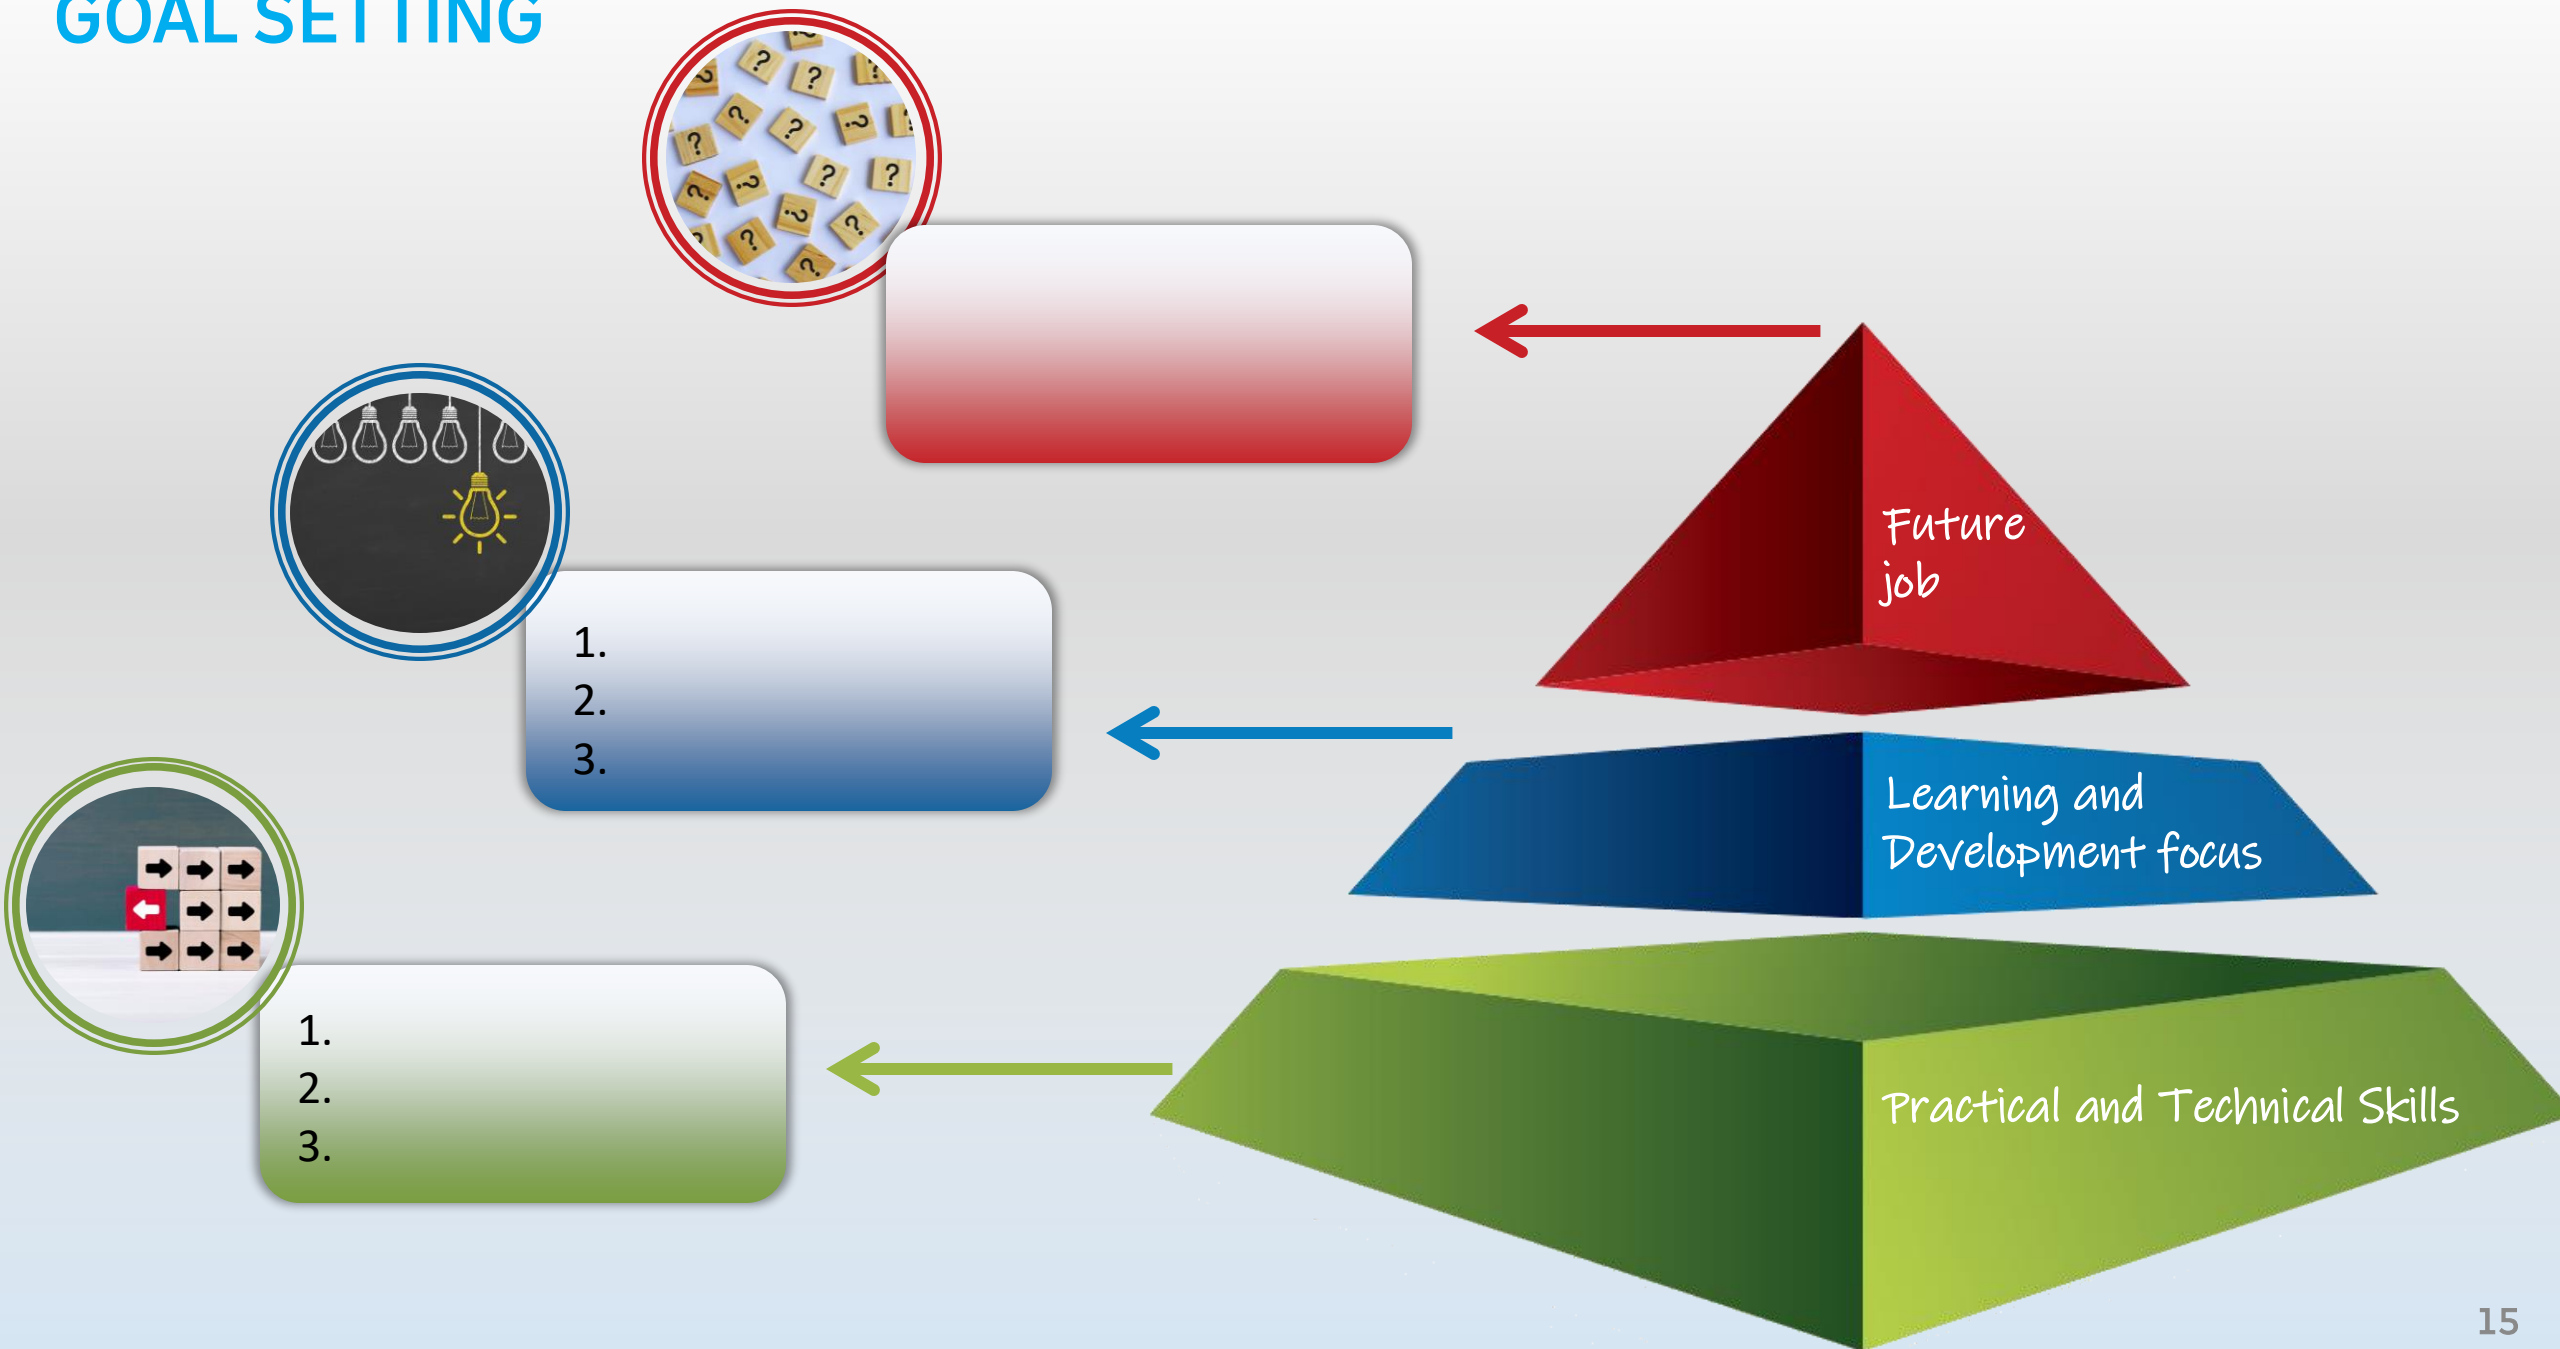 GOAL SETTING
Future
job
1.
2.
3.
Learning and
Development focus
1.
2.
3.
Practical and Technical Skills
15